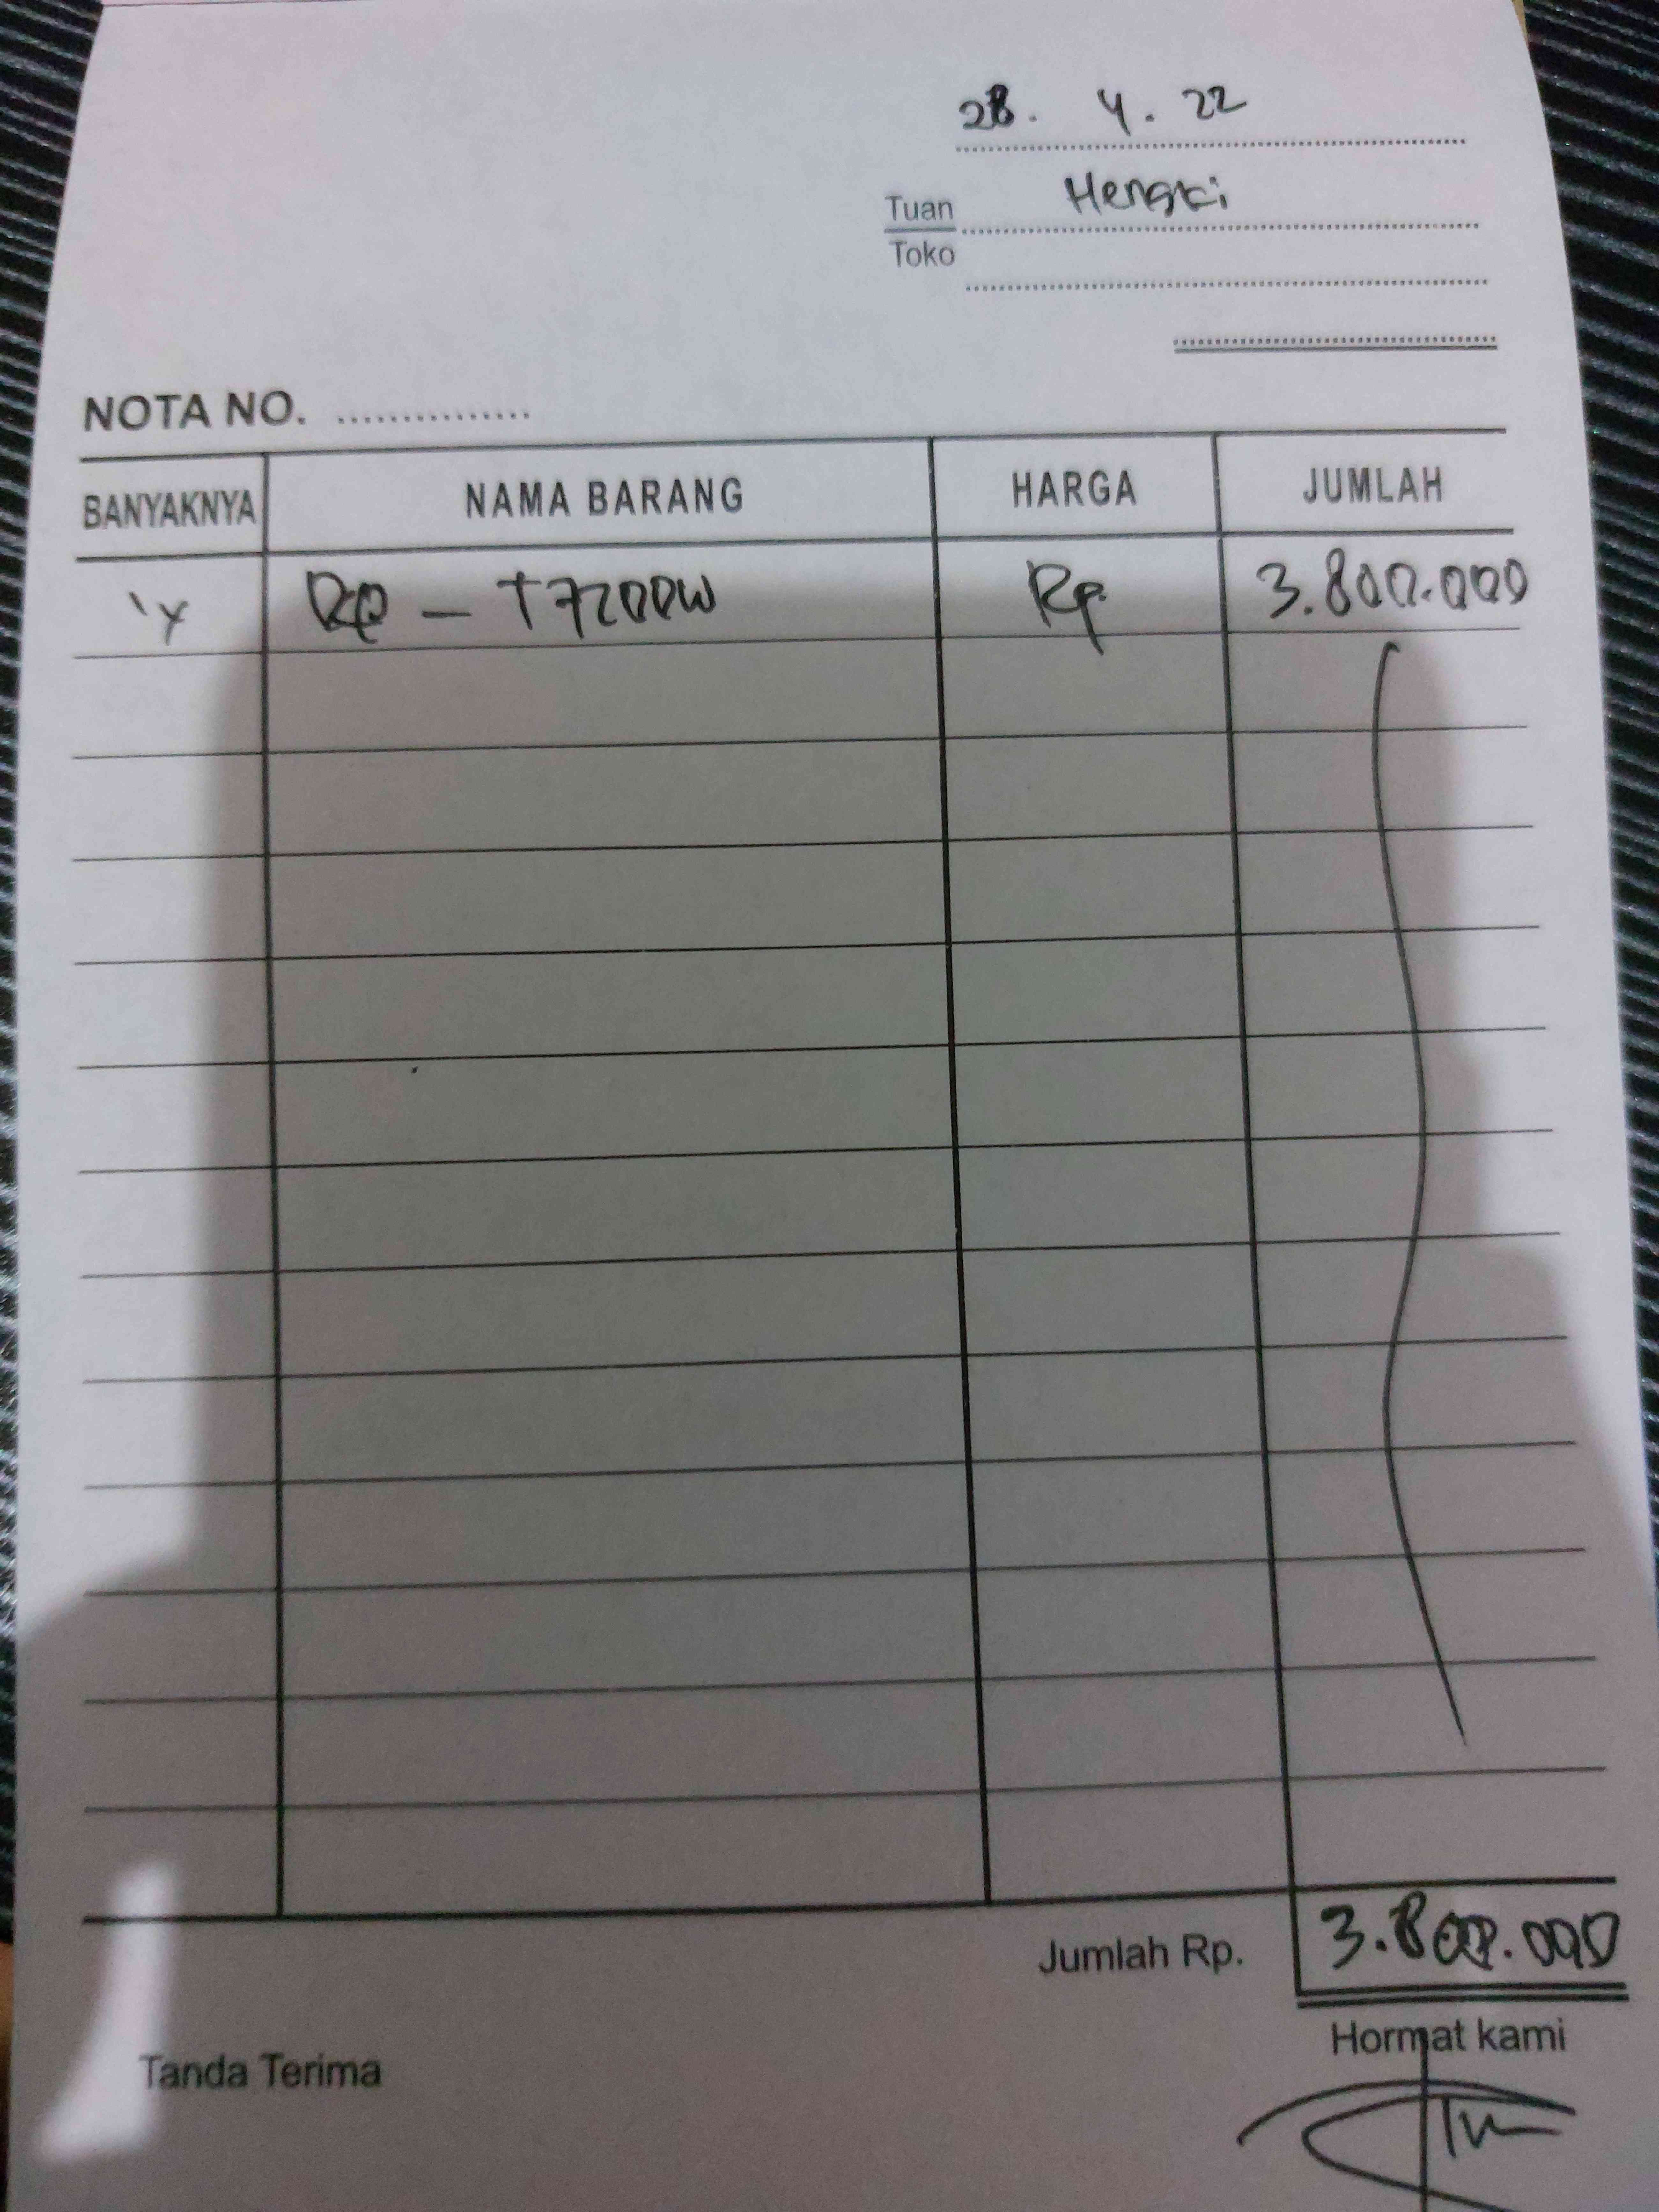 28. 4. 22
Tuan Hengki
Toko
NOTA NO. ...............
BANYAKNYA NAMA BARANG HARGA JUMLAH
T7200W Rp. 3.800.000
Jumlah Rp. 3.800.000
Tanda Terima Hormat kami